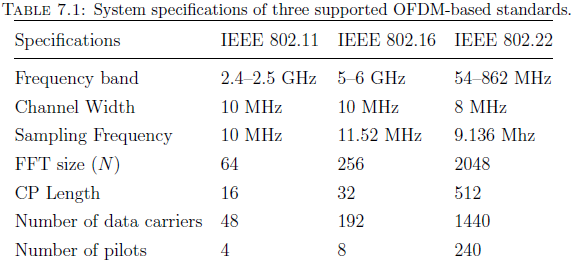 TABLE 7.1: System specifications of three supported OFDM-based standards.
Specifications IEEE 802.11 IEEE 802.16 IEEE 802.22
Frequency band 2.4–2.5 GHz 5–6 GHz 54–862 MHz
Channel Width 10 MHz 10 MHz 8 MHz
Sampling Frequency 10 MHz 11.52 MHz 9.136 Mhz
FFT size (N) 64 256 2048
CP Length 16 32 512
Number of data carriers 48 192 1440
Number of pilots 4 8 240